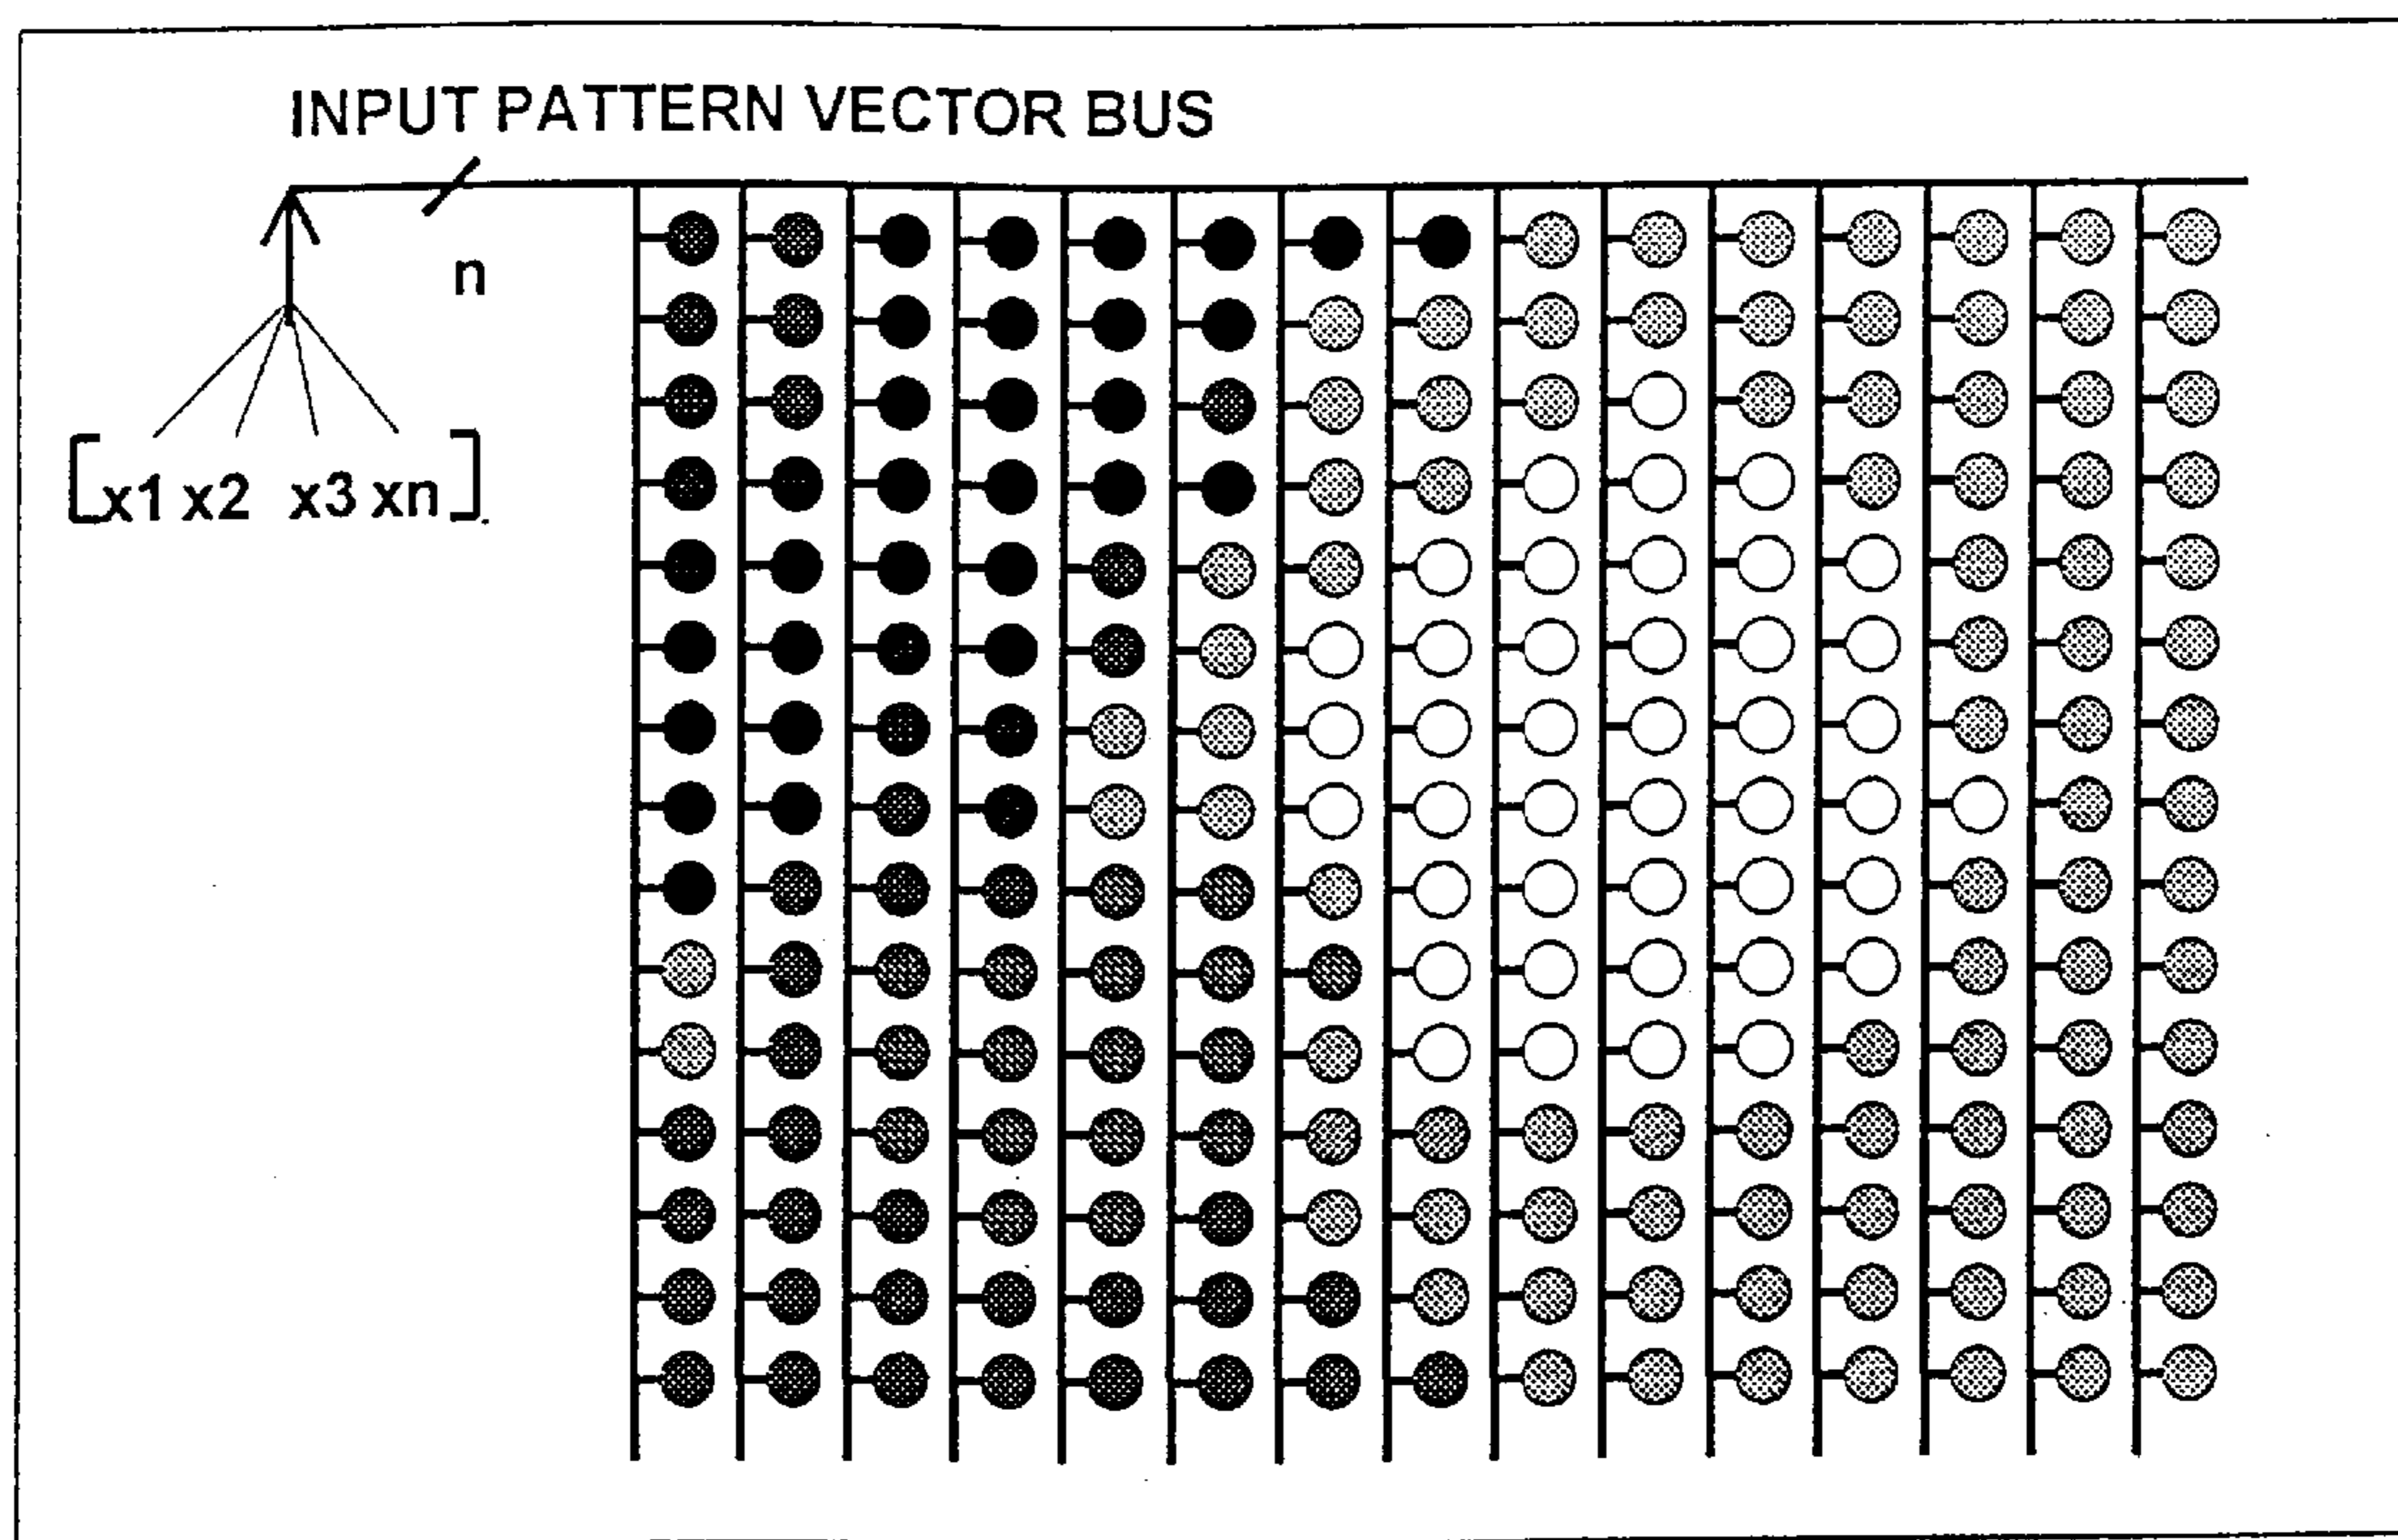 INPUT PATTERN VECTOR BUS
n
[x1 x2 x3 xn]